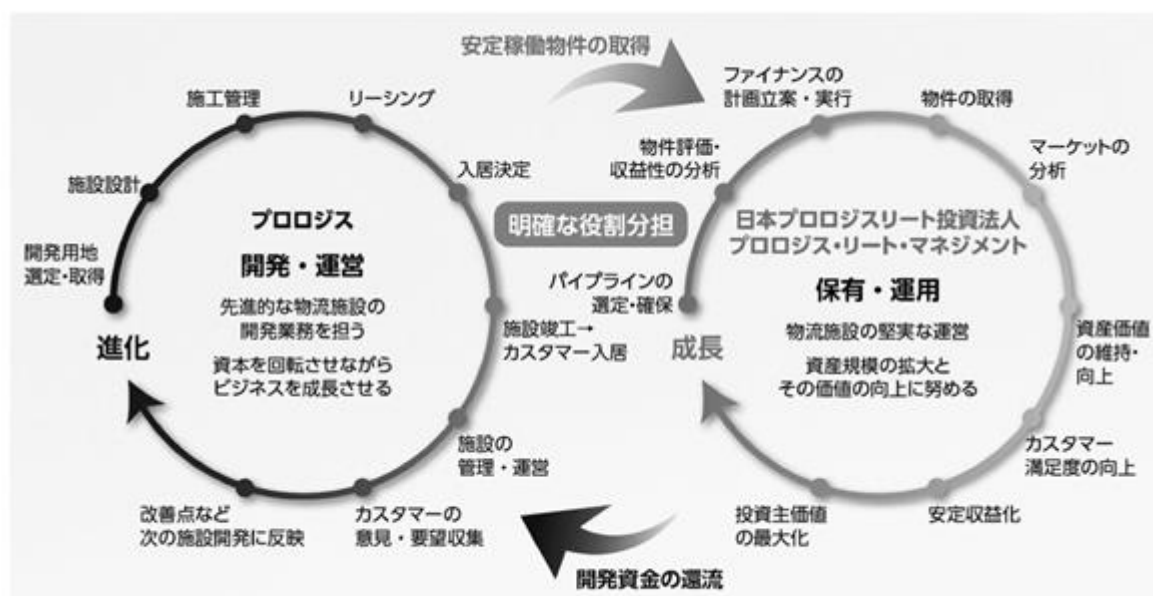 安定稼働物件の取得
施工管理
リーシング
施設設計
入居決定
開発用地
選定・取得
プロロジス
開発・運営
先進的な物流施設の
開発業務を担う
資本を回転させながら
ビジネスを成長させる
進化
施設竣工→
カスタマー入居
施設の
管理・運営
カスタマーの
意見・要望収集
改善点など
次の施設開発に反映
明確な役割分担
ファイナンスの
計画立案・実行
物件の取得
物件評価・
収益性の分析
マーケットの
分析
日本プロロジスリート投資法人
プロロジス・リート・マネジメント
パイプラインの
選定・確保
保有・運用
物流施設の堅実な運営
資産規模の拡大と
その価値の向上に努める
成長
資産価値
の維持・
向上
カスタマー
満足度の向上
安定収益化
投資主価値
の最大化
開発資金の還流